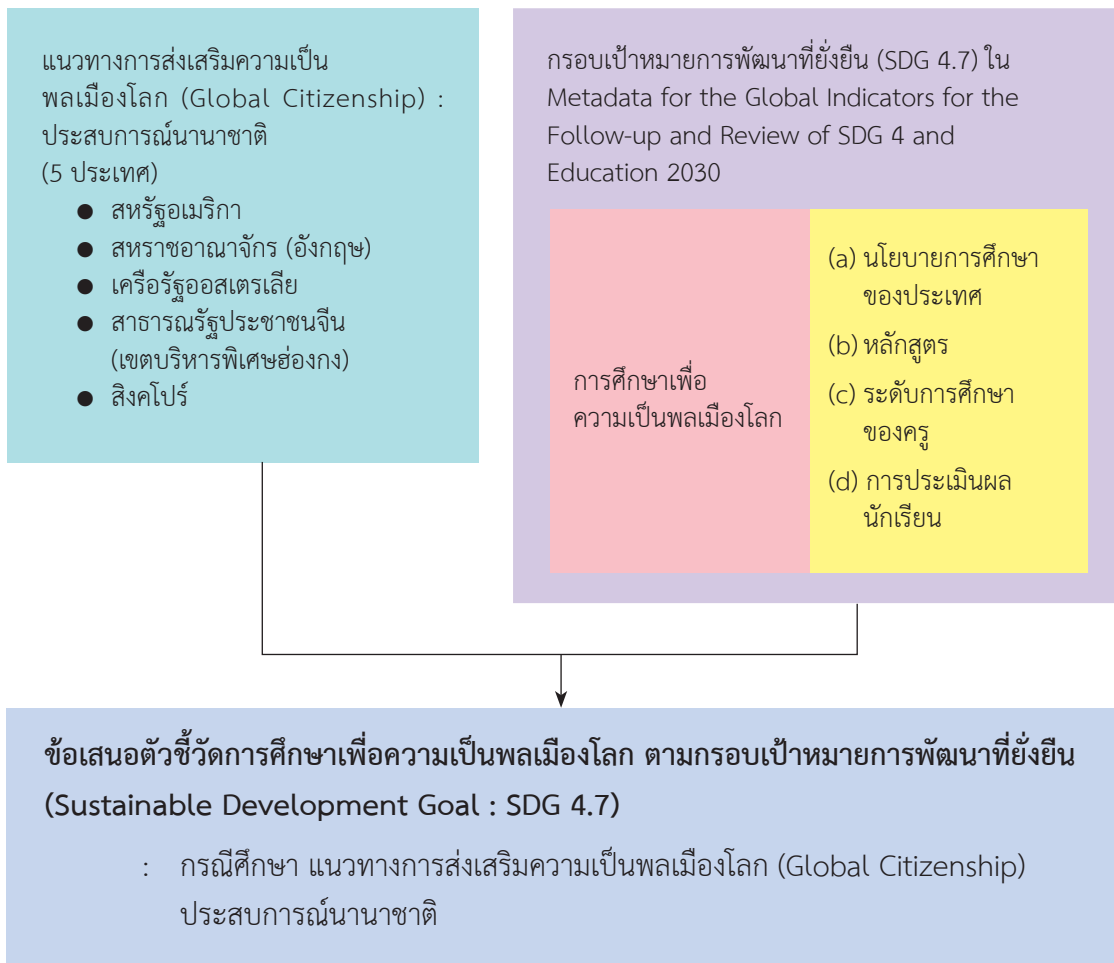 แนวทางการส่งเสริมความเป็น
พลเมืองโลก (Global Citizenship) :
ประสบการณ์นานาชาติ
(5 ประเทศ)
● สหรัฐอเมริกา
● สหราชอาณาจักร (อังกฤษ)
● เครือรัฐออสเตรเลีย
● สาธารณรัฐประชาชนจีน
(เขตบริหารพิเศษฮ่องกง)
● สิงคโปร์
กรอบเป้าหมายการพัฒนาที่ยั่งยืน (SDG 4.7) ใน
Metadata for the Global Indicators for the
Follow-up and Review of SDG 4 and
Education 2030
การศึกษาเพื่อ
ความเป็นพลเมืองโลก
(a) นโยบายการศึกษา
ของประเทศ
(b) หลักสูตร
(c) ระดับการศึกษา
ของครู
(d) การประเมินผล
นักเรียน
ข้อเสนอตัวชี้วัดการศึกษาเพื่อความเป็นพลเมืองโลก ตามกรอบเป้าหมายการพัฒนาที่ยั่งยืน
(Sustainable Development Goal : SDG 4.7)
: กรณีศึกษา แนวทางการส่งเสริมความเป็นพลเมืองโลก (Global Citizenship)
ประสบการณ์นานาชาติ